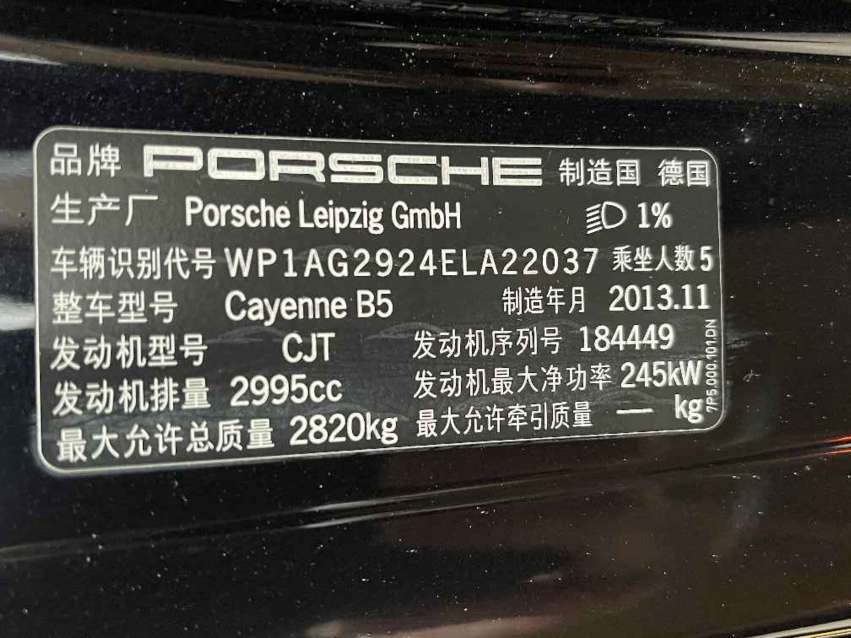 品牌 PORSCHE 制造国 德国
生产厂 Porsche Leipzig GmbH 1%
车辆识别代号 WP1AG2924ELA22037 乘坐人数 5
整车型号 Cayenne B5 制造年月 2013.11
发动机型号 CJT 发动机序列号 184449
发动机排量 2995cc 发动机最大净功率 245kW
最大允许总质量 2820kg 最大允许牵引质量 — kg
7P5.000.101.DN